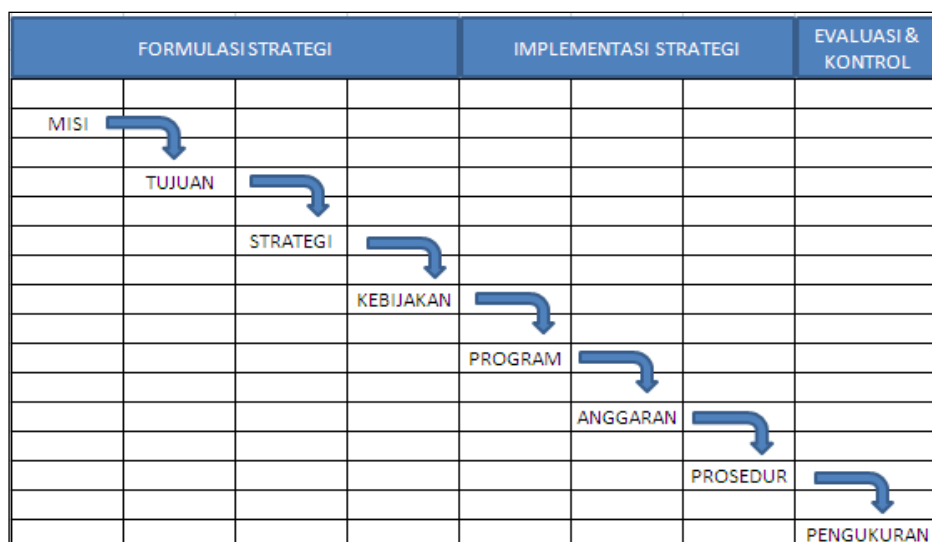 FORMULASI STRATEGI
IMPLEMENTASI STRATEGI
EVALUASI &
KONTROL
MISI
TUJUAN
STRATEGI
KEBIJAKAN
PROGRAM
ANGGARAN
PROSEDUR
PENGUKURAN